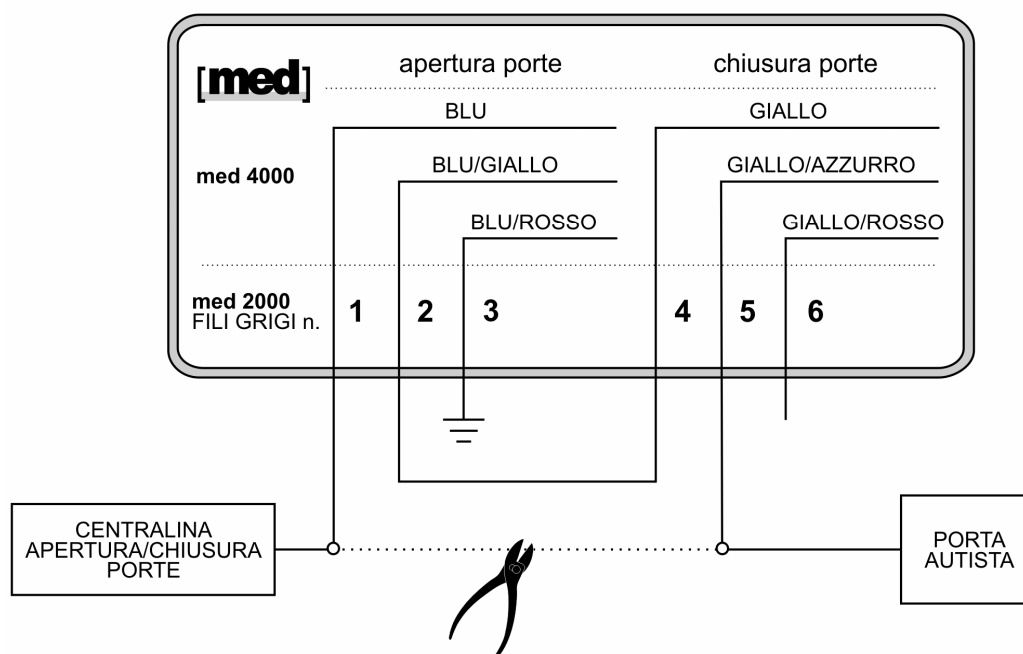 [med]
apertura porte
chiusura porte
BLU
GIALLO
med 4000
BLU/GIALLO
GIALLO/AZZURRO
BLU/ROSSO
GIALLO/ROSSO
med 2000
FILI GRIGI n.
1
2
3
4
5
6
CENTRALINA
APERTURA/CHIUSURA
PORTE
PORTA
AUTISTA